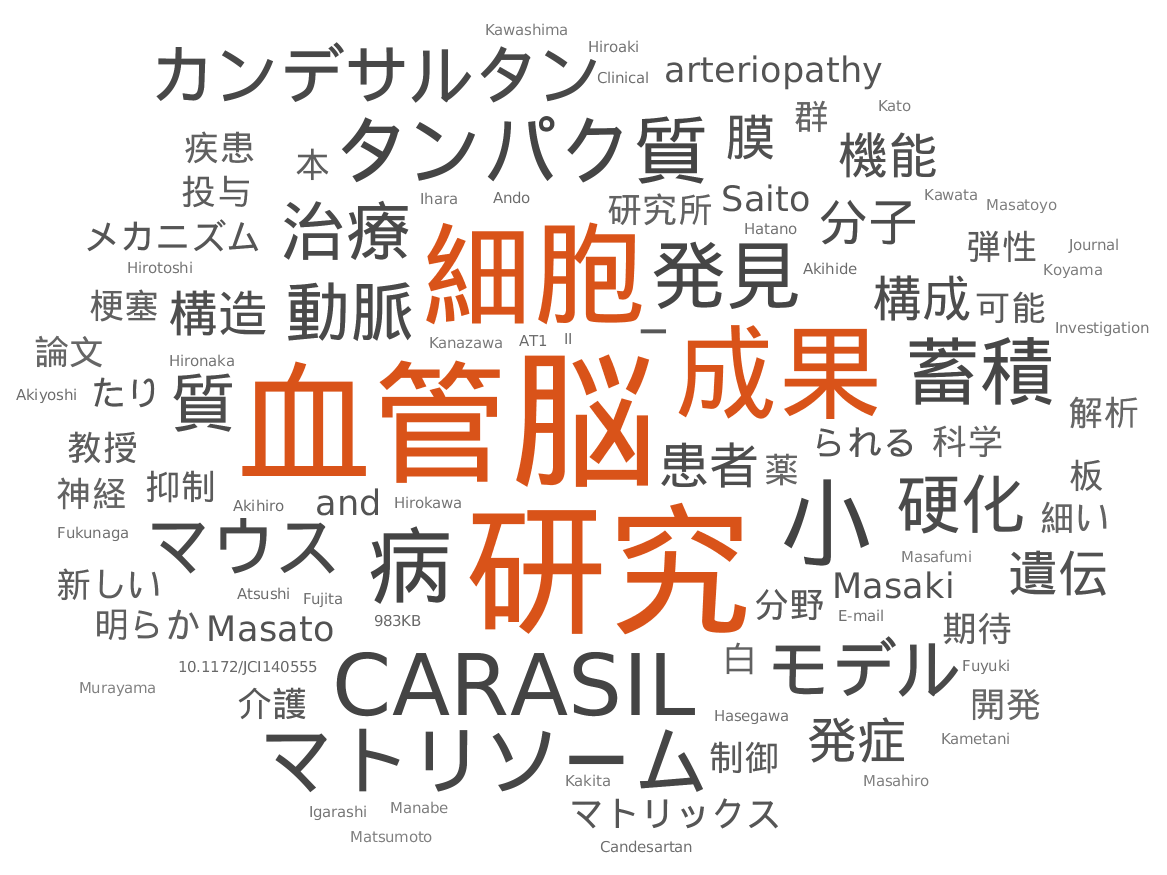 Kawashima
カンデサルタン
Hiroaki
Clinical
arteriopathy
Kato
群
タンパク質
膜
機能
疾患
本
投与
Ihara
Ando
研究所
Saito
Kawata
Masatoyo
分子
治療
メカニズム
細胞
発見
Hatano
弾性
Journal
Hirotoshi
Akihide
Koyama
梗塞
構造
動脈
構成
可能
Investigation
Kanazawa
AT1
II
ー
論文
Hironaka
成果
蓄積
Akiyoshi
たり
質
血管
脳
解析
教授
患者
薬
られる
科学
板
神経
抑制
Akihiro
and
Hirokawa
小
硬化
細い
Fukunaga
マウス
病
研究
Masafumi
遺伝
新しい
Atsushi
Fujita
分野
Masaki
983KB
E-mail
明らか
Masato
期待
10.1172/JCI140555
CARASIL
白
モデル
Fuyuki
Murayama
介護
Hasegawa
開発
マトリソーム
制御
発症
Kametani
Kakita
Masahiro
Igarashi
Manabe
マトリックス
Matsumoto
Candesartan